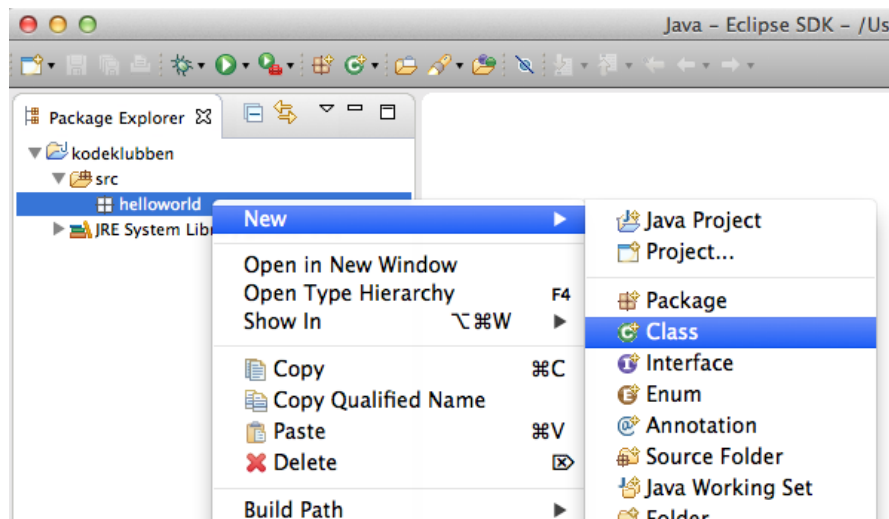 Java – Eclipse SDK – /Us
Package Explorer
kodeklubben
src
helloworld
JRE System Libr
New
Open in New Window
Open Type Hierarchy F4
Show In ⌥⌘W
Copy ⌘C
Copy Qualified Name
Paste ⌘V
Delete ⌦
Build Path
Java Project
Project...
Package
Class
Interface
Enum
Annotation
Source Folder
Java Working Set
Folder